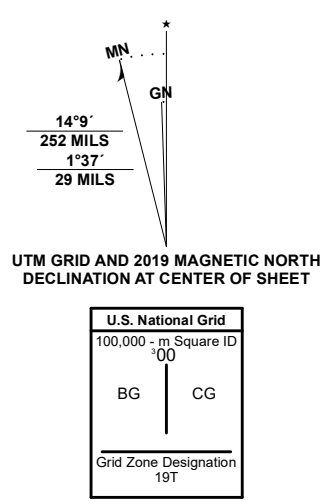 ★
MN
GN
14°9´
252 MILS
1°37´
29 MILS
UTM GRID AND 2019 MAGNETIC NORTH
DECLINATION AT CENTER OF SHEET
U.S. National Grid
100,000 - m Square ID
³00
BG CG
Grid Zone Designation
19T